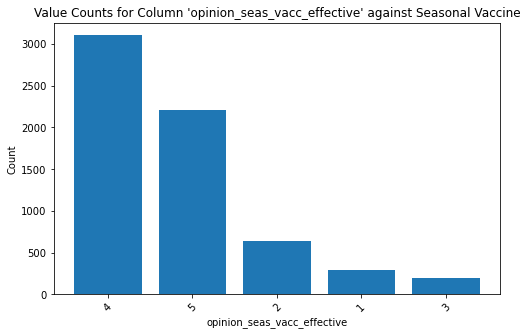 Value Counts for Column 'opinion_seas_vacc_effective' against Seasonal Vaccine
3000
2500
2000
1500
1000
500
0
Count
4 5 2 1 3
opinion_seas_vacc_effective